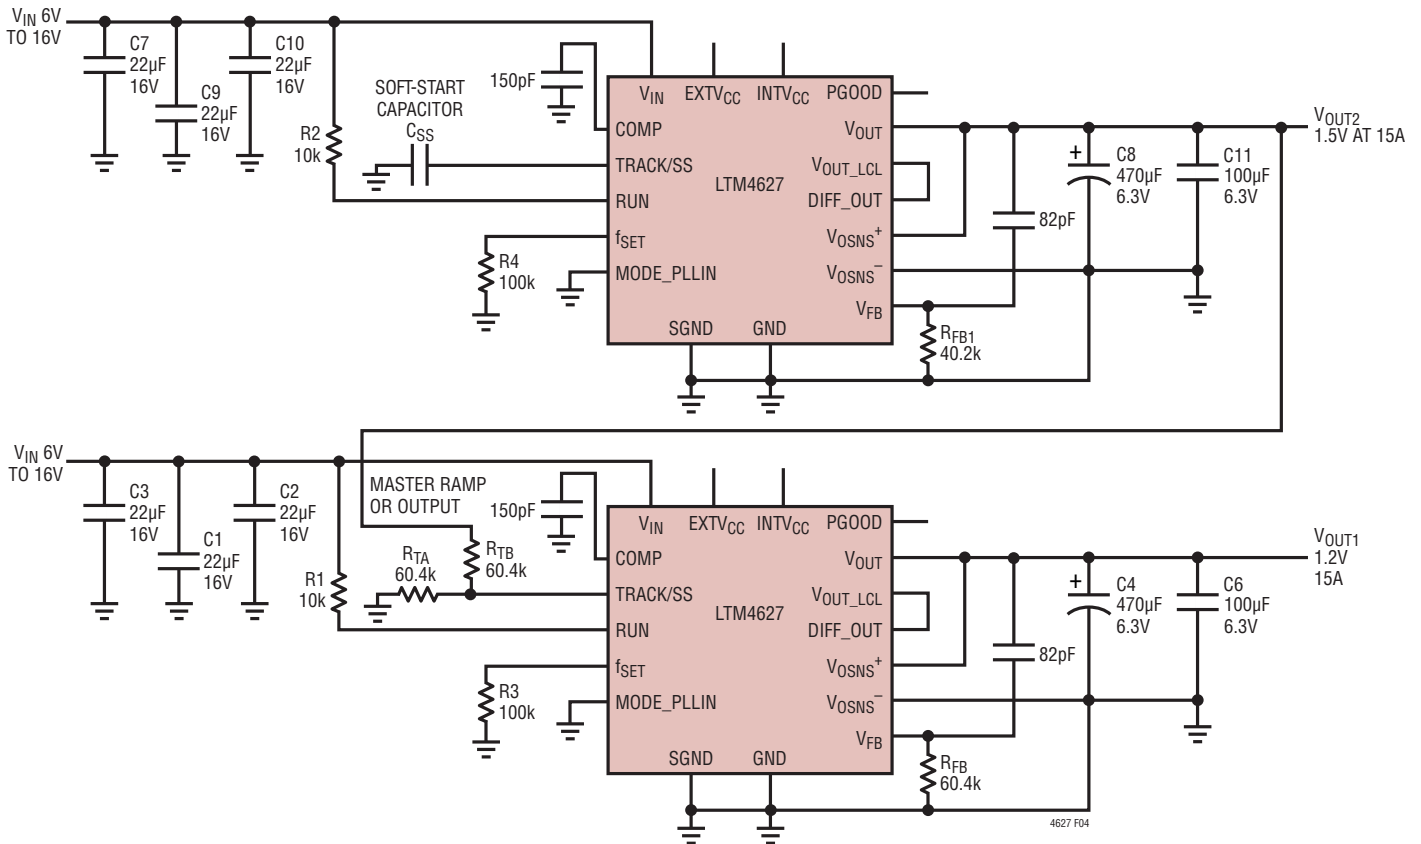 VIN 6V
TO 16V
C7
22µF
16V
C9
22µF
16V
C10
22µF
16V
R2
10k
SOFT-START
CAPACITOR
CSS
150pF
R4
100k
VIN
EXTVCC
INTVCC
PGOOD
COMP
VOUT
TRACK/SS
VOUT_LCL
LTM4627
RUN
DIFF_OUT
fSET
VOSNS+
MODE_PLLIN
VOSNS–
VFB
SGND
GND
RFB1
40.2k
82pF
+
C8
470µF
6.3V
C11
100µF
6.3V
VOUT2
1.5V AT 15A
VIN 6V
TO 16V
C3
22µF
16V
C1
22µF
16V
C2
22µF
16V
R1
10k
MASTER RAMP
OR OUTPUT
RTA
60.4k
RTB
60.4k
150pF
R3
100k
VIN
EXTVCC
INTVCC
PGOOD
COMP
VOUT
TRACK/SS
VOUT_LCL
LTM4627
RUN
DIFF_OUT
fSET
VOSNS+
MODE_PLLIN
VOSNS–
VFB
SGND
GND
RFB
60.4k
82pF
+
C4
470µF
6.3V
C6
100µF
6.3V
VOUT1
1.2V
15A
4627 F04